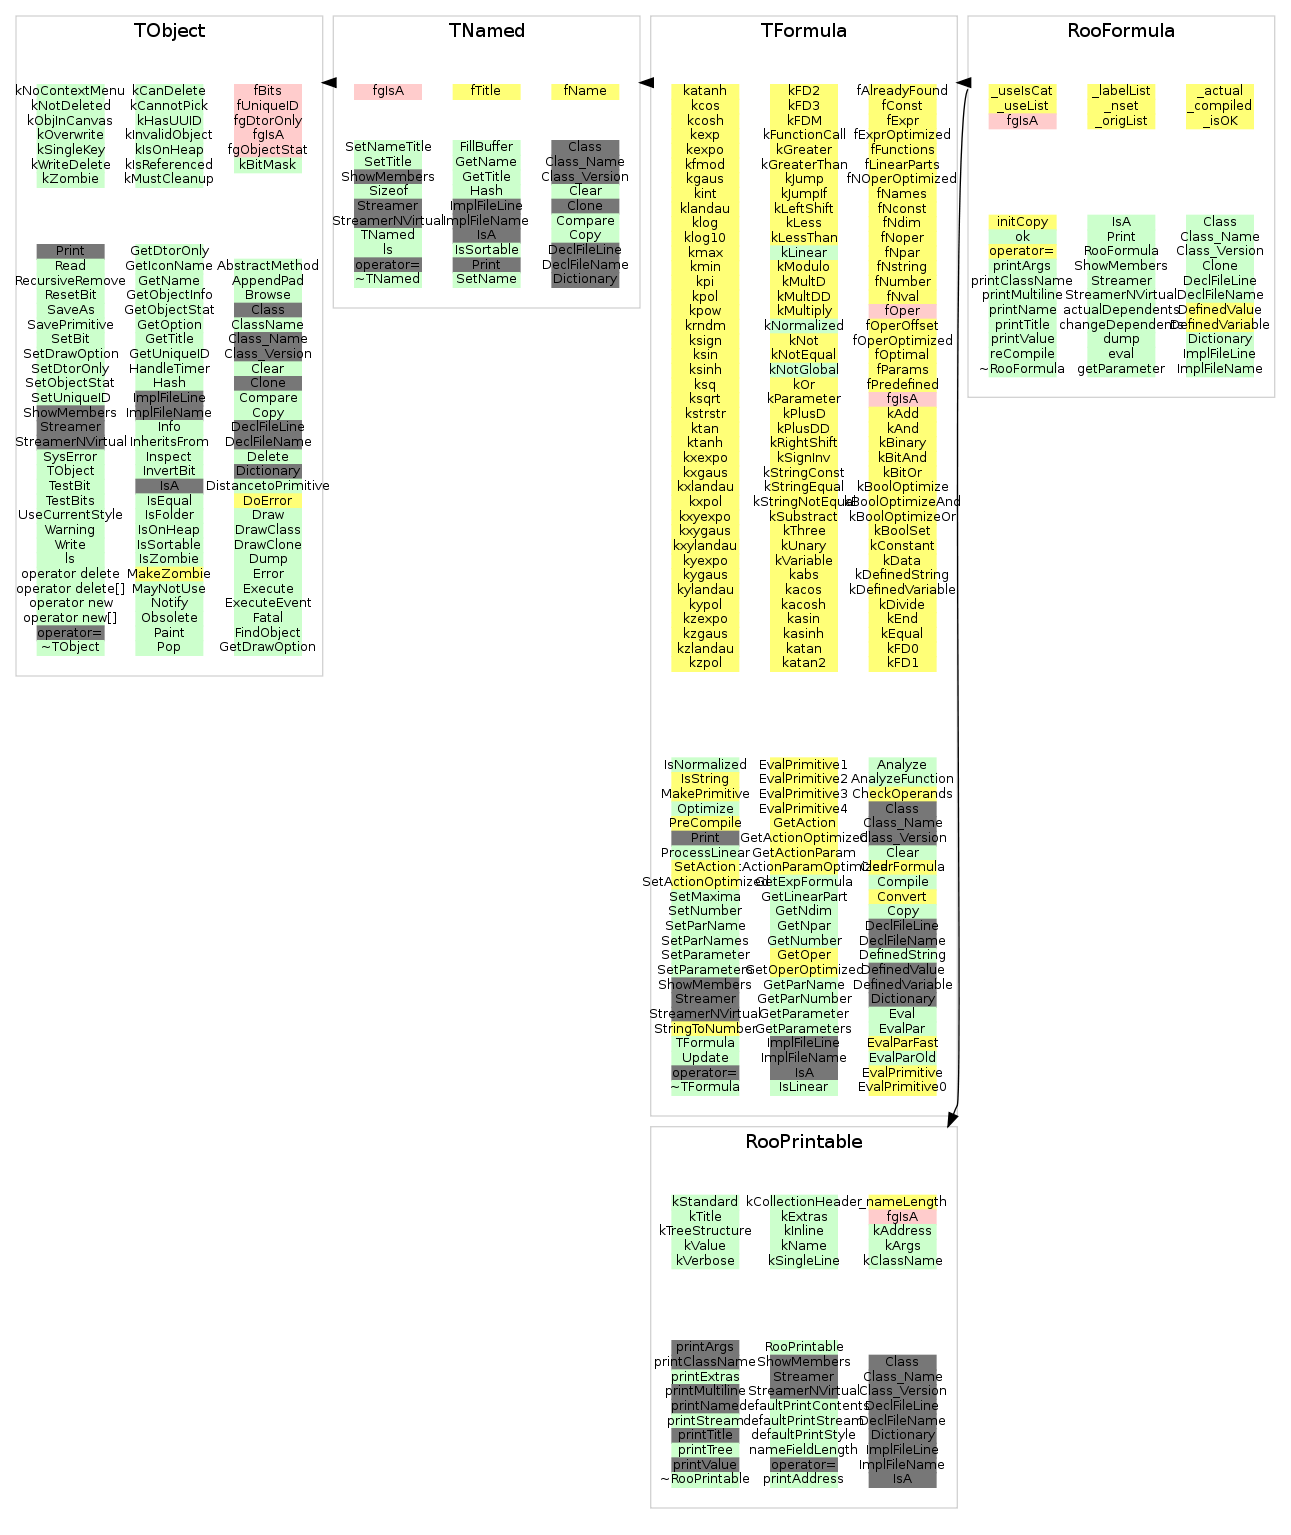 TObject
kNoContextMenu kCanDelete fBits
kNotDeleted kCannotPick fUniqueID
kObjInCanvas kHasUUID fgDtorOnly
kOverwrite kInvalidObject fgIsA
kSingleKey kIsOnHeap fgObjectStat
kWriteDelete kIsReferenced kBitMask
kZombie kMustCleanup
Print GetDtorOnly
Read GetIconName AbstractMethod
RecursiveRemove GetName AppendPad
ResetBit GetObjectInfo Browse
SaveAs GetObjectStat Class
SavePrimitive GetOption ClassName
SetBit GetTitle Class_Name
SetDrawOption GetUniqueID Class_Version
SetDtorOnly HandleTimer Clear
SetObjectStat Hash Clone
SetUniqueID ImplFileLine Compare
ShowMembers ImplFileName Copy
Streamer Info DeclFileLine
StreamerNVirtual InheritsFrom DeclFileName
SysError Inspect Delete
TObject InvertBit Dictionary
TestBit IsA DistancetoPrimitive
TestBits IsEqual DoError
UseCurrentStyle IsFolder Draw
Warning IsOnHeap DrawClass
Write IsSortable DrawClone
ls IsZombie Dump
operator delete MakeZombie Error
operator delete[] MayNotUse Execute
operator new Notify ExecuteEvent
operator new[] Obsolete Fatal
operator= Paint FindObject
~TObject Pop GetDrawOption
TNamed
fgIsA fTitle fName
SetNameTitle FillBuffer Class
SetTitle GetName Class_Name
ShowMembers GetTitle Class_Version
Sizeof Hash Clear
Streamer ImplFileLine Clone
StreamerNVirtual ImplFileName Compare
TNamed IsA Copy
ls IsSortable DeclFileLine
operator= Print DeclFileName
~TNamed SetName Dictionary
TFormula
katanh kFD2 fAlreadyFound
kcos kFD3 fConst
kcosh kFDM fExpr
kexp kFunctionCall fExprOptimized
kexpo kGreater fFunctions
kfmod kGreaterThan fLinearParts
kgaus kJump fNOperOptimized
kint kJumpIf fNames
klandau kLeftShift fNconst
klog kLess fNdim
klog10 kLessThan fNoper
kmax kLinear fNpar
kmin kModulo fNstring
kpi kMultD fNumber
kpol kMultDD fNval
kpow kMultiply fOper
krndm kNormalized fOperOffset
ksign kNot fOperOptimized
ksin kNotEqual fOptimal
ksinh kNotGlobal fParams
ksq kOr fPredefined
ksqrt kParameter fgIsA
kstrstr kPlusD kAdd
ktan kPlusDD kAnd
ktanh kRightShift kBinary
kxexpo kSignInv kBitAnd
kxgaus kStringConst kBitOr
kxlandau kStringEqual kBoolOptimize
kxpol kStringNotEqual kBoolOptimizeAnd
kxyexpo kSubstract kBoolOptimizeOr
kxygaus kThree kBoolSet
kxylandau kUnary kConstant
kyexpo kVariable kData
kygaus kabs kDefinedString
kylandau kacos kDefinedVariable
kypol kacosh kDivide
kzexpo kasin kEnd
kzgaus kasinh kEqual
kzlandau katan kFD0
kzpol katan2 kFD1
IsNormalized EvalPrimitive1 Analyze
IsString EvalPrimitive2 AnalyzeFunction
MakePrimitive EvalPrimitive3 CheckOperands
Optimize EvalPrimitive4 Class
PreCompile GetAction Class_Name
Print GetActionOptimized Class_Version
ProcessLinear GetActionParam Clear
SetAction :ActionParamOptimized ClearFormula
SetActionOptimized GetExpFormula Compile
SetMaxima GetLinearPart Convert
SetNumber GetNdim Copy
SetParName GetNpar DeclFileLine
SetParNames GetNumber DeclFileName
SetParameter GetOper DefinedString
SetParameters GetOperOptimized DefinedValue
ShowMembers GetParName DefinedVariable
Streamer GetParNumber Dictionary
StreamerNVirtual GetParameter Eval
StringToNumber GetParameters EvalPar
TFormula ImplFileLine EvalParFast
Update ImplFileName EvalParOld
operator= IsA EvalPrimitive
~TFormula IsLinear EvalPrimitive0
RooFormula
_useIsCat _labelList _actual
_useList _nset _compiled
fgIsA _origList _isOK
initCopy IsA Class
ok Print Class_Name
operator= RooFormula Class_Version
printArgs ShowMembers Clone
printClassName Streamer DeclFileLine
printMultiline StreamerNVirtual DeclFileName
printName actualDependents DefinedValue
printTitle changeDependents DefinedVariable
printValue dump Dictionary
reCompile eval ImplFileLine
~RooFormula getParameter ImplFileName
RooPrintable
kStandard kCollectionHeader _nameLength
kTitle kExtras fgIsA
kTreeStructure kInline kAddress
kValue kName kArgs
kVerbose kSingleLine kClassName
printArgs RooPrintable
printClassName ShowMembers Class
printExtras Streamer Class_Name
printMultiline StreamerNVirtual Class_Version
printName defaultPrintContents DeclFileLine
printStream defaultPrintStream DeclFileName
printTitle defaultPrintStyle Dictionary
printTree nameFieldLength ImplFileLine
printValue operator= ImplFileName
~RooPrintable printAddress IsA